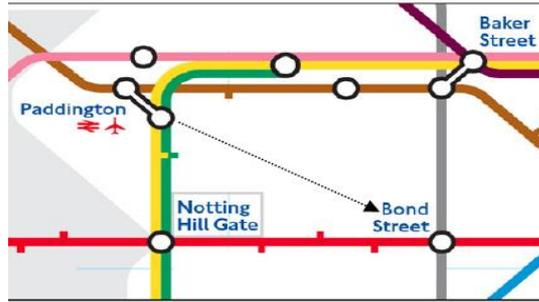 Baker
Street
Paddington
Notting
Hill Gate
Bond
Street